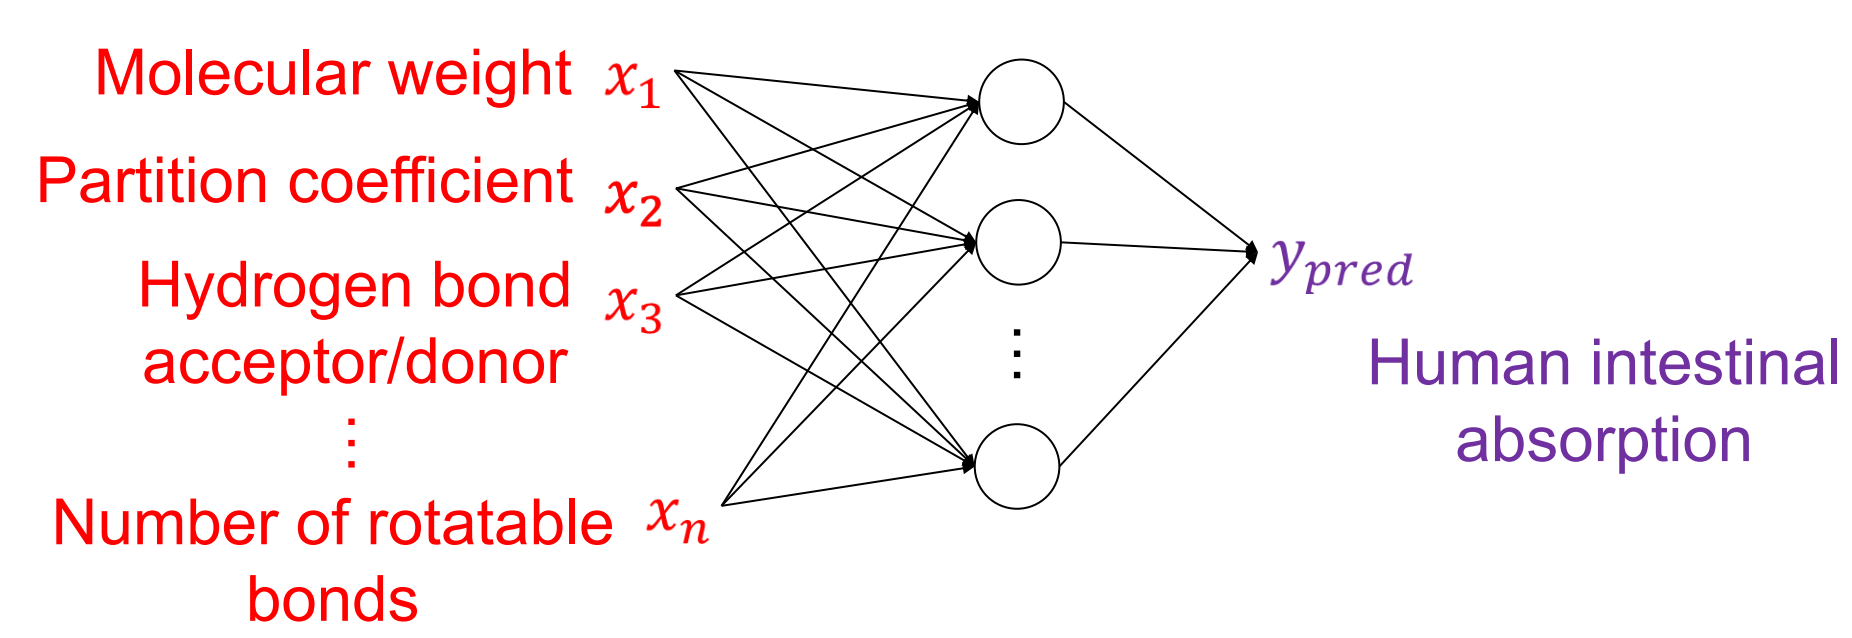 Molecular weight x₁
Partition coefficient x₂
Hydrogen bond
acceptor/donor x₃
⋮
Number of rotatable
bonds xₙ
⋮
y_pred
Human intestinal
absorption